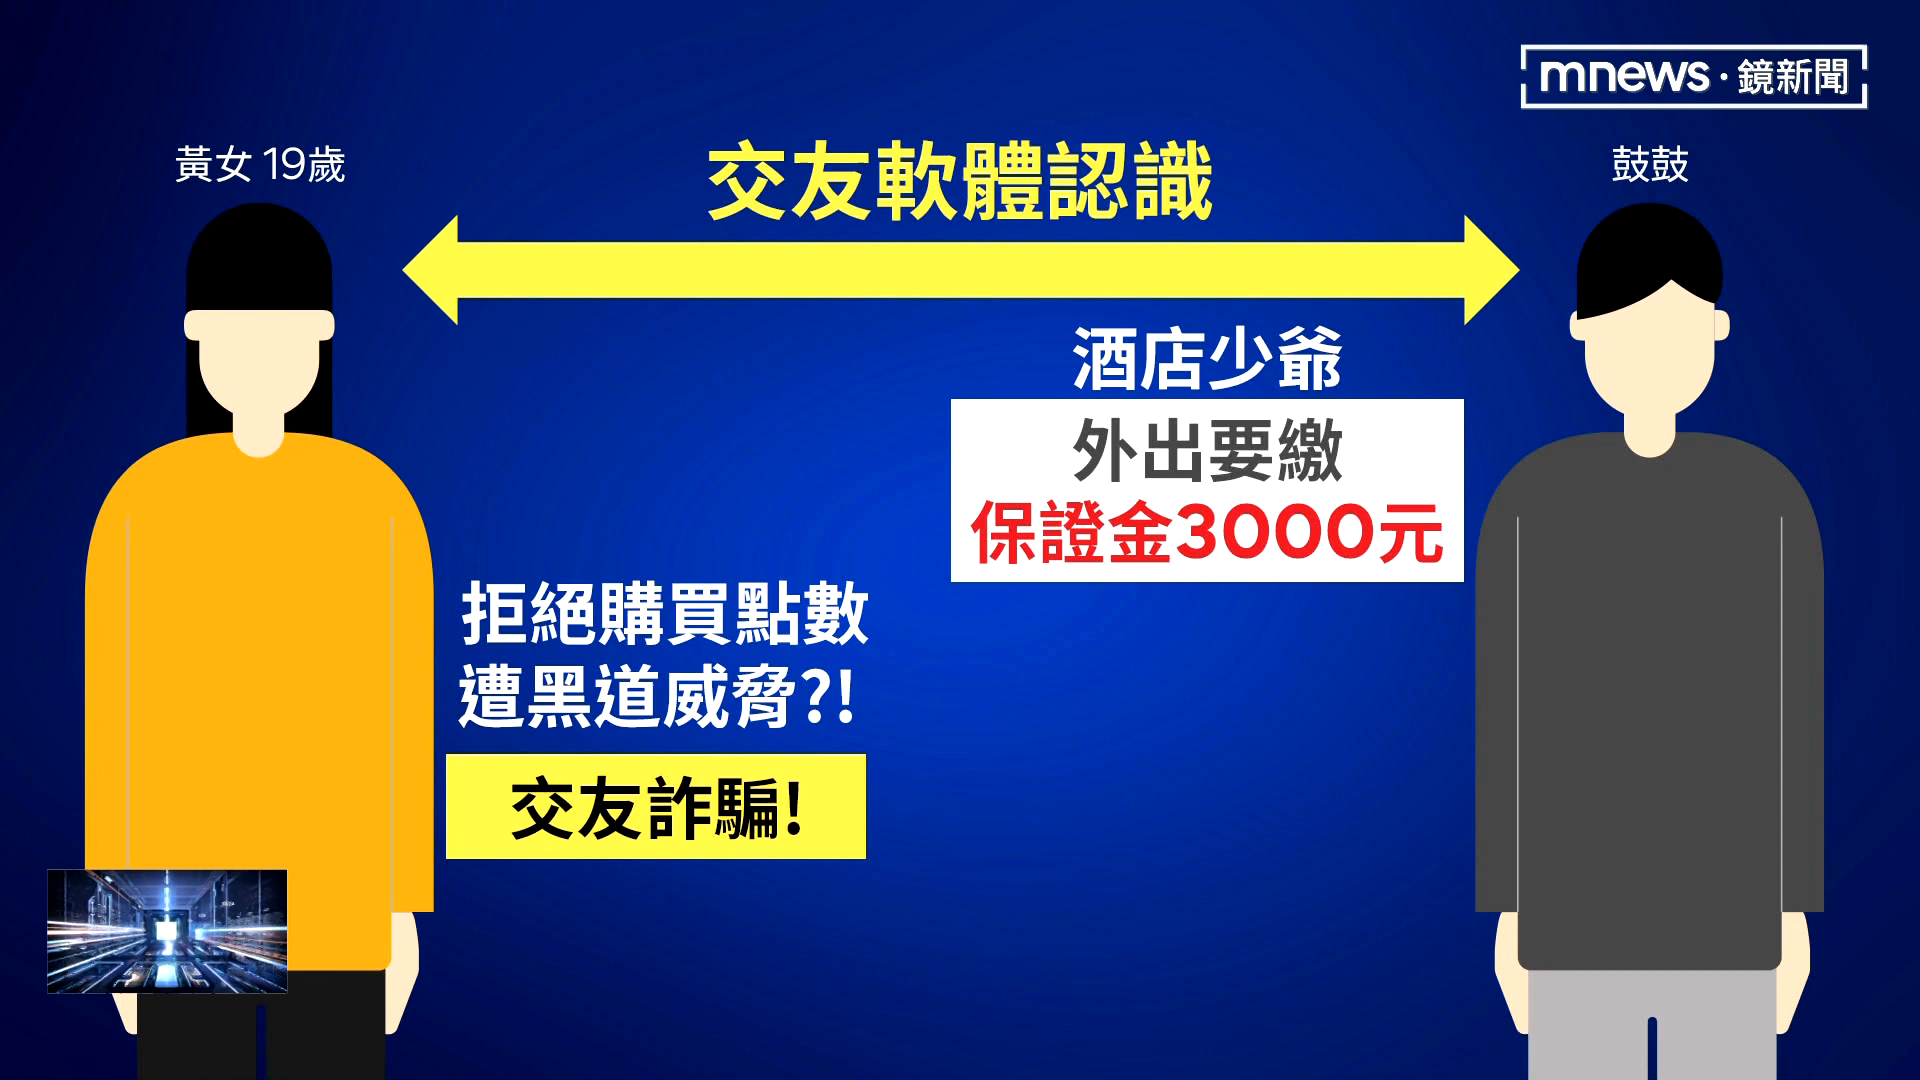 mnews·鏡新聞
黃女 19歲
交友軟體認識
鼓鼓
酒店少爺
外出要繳
保證金3000元
拒絕購買點數
遭黑道威脅?!
交友詐騙!